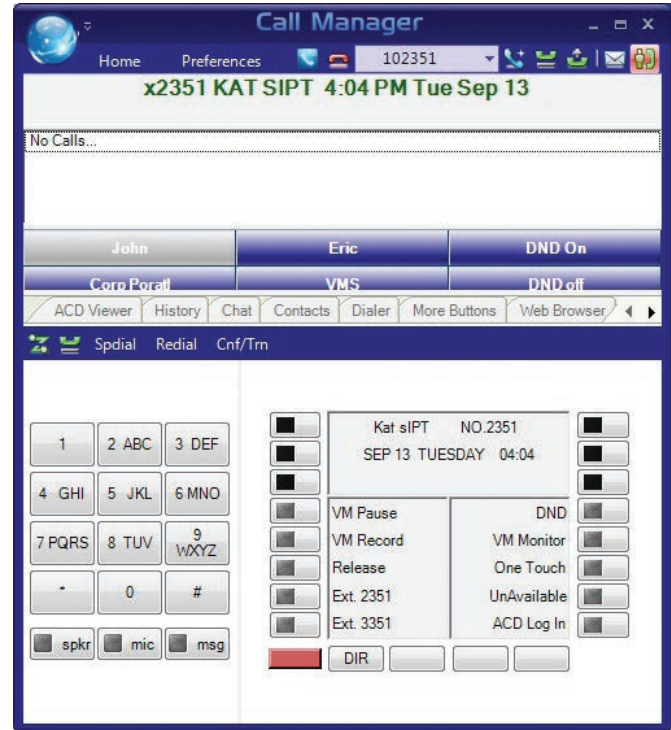 Call Manager
Home Preferences 102351
x2351 KAT SIPT 4:04 PM Tue Sep 13
No Calls...
John Eric DND On
Corp Poratl VMS DND off
ACD Viewer History Chat Contacts Dialer More Buttons Web Browser
Spdial Redial Cnf/Trn
Kat sIPT NO.2351
SEP 13 TUESDAY 04:04
1 2 ABC 3 DEF
4 GHI 5 JKL 6 MNO
7 PQRS 8 TUV 9 WXYZ
* 0 #
spkr mic msg
VM Pause DND
VM Record VM Monitor
Release One Touch
Ext. 2351 UnAvailable
Ext. 3351 ACD Log In
DIR